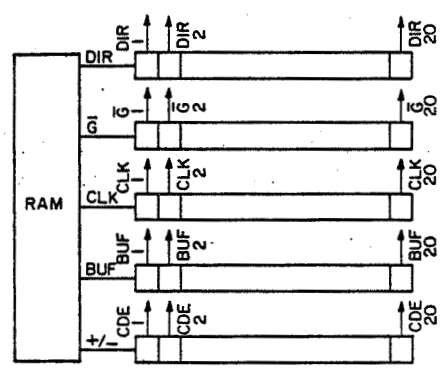 DIR 1 DIR 2 DIR 20
DIR
G̅ 1 G̅ 2 G̅ 20
G̅
CLK 1 CLK 2 CLK 20
RAM CLK
BUF 1 BUF 2 BUF 20
BUF
CDE 1 CDE 2 CDE 20
+/-